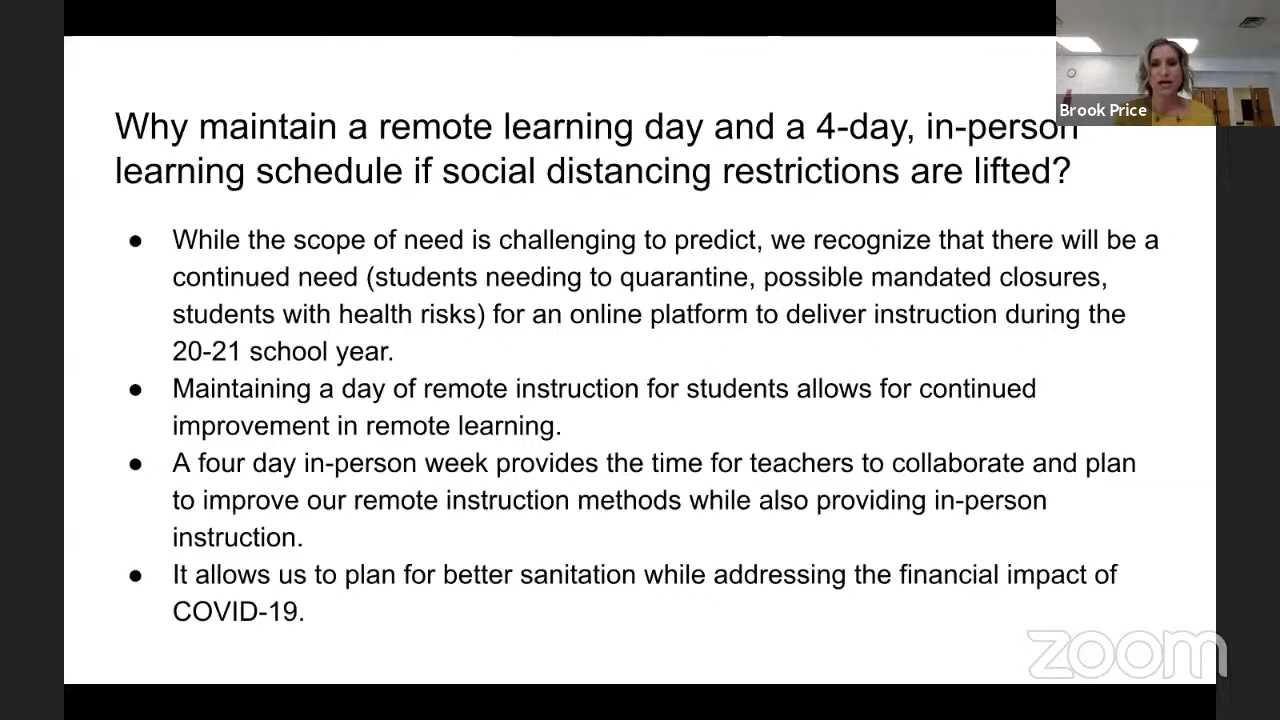 Brook Price
Why maintain a remote learning day and a 4-day, in-person
learning schedule if social distancing restrictions are lifted?
● While the scope of need is challenging to predict, we recognize that there will be a
continued need (students needing to quarantine, possible mandated closures,
students with health risks) for an online platform to deliver instruction during the
20-21 school year.
● Maintaining a day of remote instruction for students allows for continued
improvement in remote learning.
● A four day in-person week provides the time for teachers to collaborate and plan
to improve our remote instruction methods while also providing in-person
instruction.
● It allows us to plan for better sanitation while addressing the financial impact of
COVID-19.
zoom